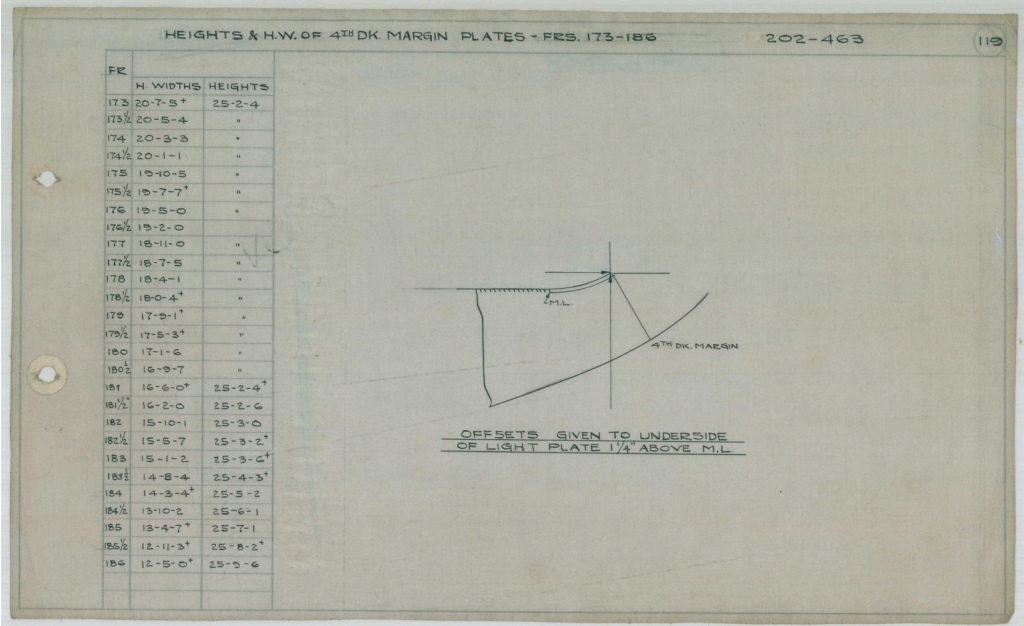 HEIGHTS & H.W. OF 4TH DK. MARGIN PLATES - FRS. 173-186 202-463 119
FR H. WIDTHS HEIGHTS
173 20-7-5+ 25-2-4
173½ 20-5-4 "
174 20-3-3 "
174½ 20-1-1 "
175 19-10-5 "
175½ 19-7-7+ "
176 19-5-0 "
176½ 19-2-0
177 18-11-0 "
177½ 18-7-5 "
178 18-4-1 "
178½ 18-0-4+ "
179 17-9-1+ "
179½ 17-5-3+ "
180 17-1-6 "
180½ 16-9-7 "
181 16-6-0+ 25-2-4+
181½ 16-2-0 25-2-6
182 15-10-1 25-3-0
182½ 15-5-7 25-3-2+
183 15-1-2 25-3-6+
183½ 14-8-4 25-4-3+
184 14-3-4+ 25-5-2
184½ 13-10-2 25-6-1
185 13-4-7+ 25-7-1
185½ 12-11-3+ 25-8-2+
186 12-5-0+ 25-9-6
M.L.
4TH DK. MARGIN
OFFSETS GIVEN TO UNDERSIDE
OF LIGHT PLATE 1¼" ABOVE M.L.